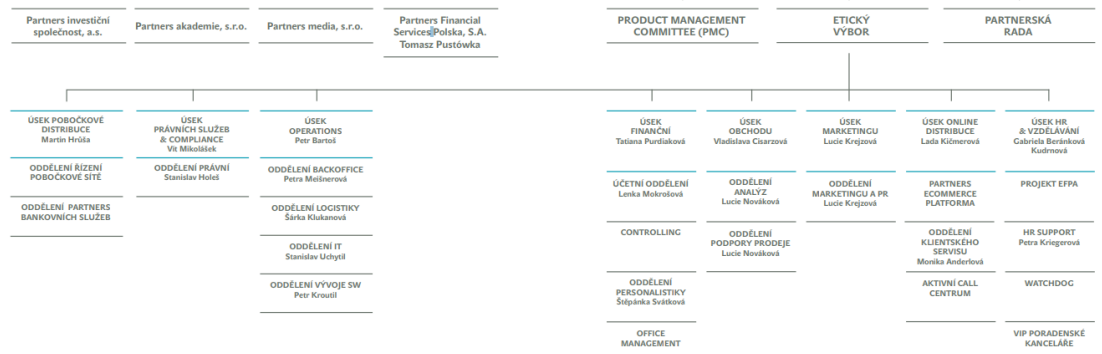 Partners investiční
společnost, a.s.
Partners akademie, s.r.o.
Partners media, s.r.o.
Partners Financial
Services Polska, S.A.
Tomasz Pustówka
PRODUCT MANAGEMENT
COMMITTEE (PMC)
ETICKÝ
VÝBOR
PARTNERSKÁ
RADA
ÚSEK POBOČKOVÉ
DISTRIBUCE
Martin Hrůša
ODDĚLENÍ ŘÍZENÍ
POBOČKOVÉ SÍTĚ
ODDĚLENÍ PARTNERS
BANKOVNÍCH SLUŽEB
ÚSEK
PRÁVNÍCH SLUŽEB
& COMPLIANCE
Vít Mikolášek
ODDĚLENÍ PRÁVNÍ
Stanislav Holeš
ÚSEK
OPERATIONS
Petr Bartoš
ODDĚLENÍ BACKOFFICE
Petra Meišnerová
ODDĚLENÍ LOGISTIKY
Šárka Klukanová
ODDĚLENÍ IT
Stanislav Uchytil
ODDĚLENÍ VÝVOJE SW
Petr Kroutil
ÚSEK
FINANČNÍ
Tatiana Purdiaková
ÚČETNÍ ODDĚLENÍ
Lenka Mokrošová
CONTROLLING
ODDĚLENÍ
PERSONALISTIKY
Štěpánka Svátková
OFFICE
MANAGEMENT
ÚSEK
OBCHODU
Vladislava Cisarzová
ODDĚLENÍ
ANALÝZ
Lucie Nováková
ODDĚLENÍ
PODPORY PRODEJE
Lucie Nováková
ÚSEK
MARKETINGU
Lucie Krejzová
ODDĚLENÍ
MARKETINGU A PR
Lucie Krejzová
ÚSEK ONLINE
DISTRIBUCE
Lada Kičmerová
PARTNERS
ECOMMERCE
PLATFORMA
ODDĚLENÍ
KLIENTSKÉHO
SERVISU
Monika Anderlová
AKTIVNÍ CALL
CENTRUM
ÚSEK HR
& VZDĚLÁVÁNÍ
Gabriela Beránková
Kudrnová
PROJEKT EFPA
HR SUPPORT
Petra Kriegerová
WATCHDOG
VIP PORADENSKÉ
KANCELÁŘE